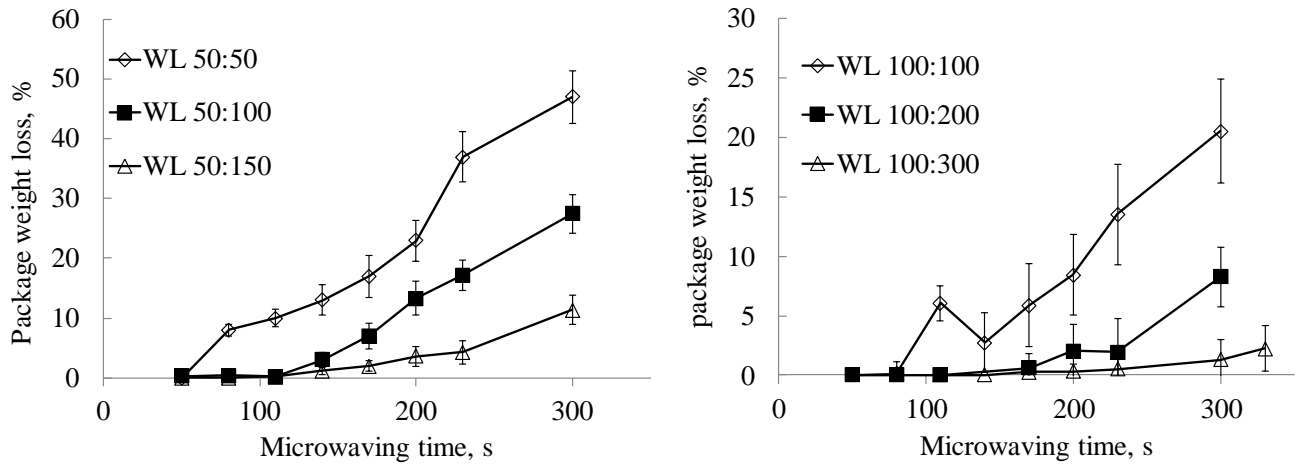 Package weight loss, %
60
50
40
30
20
10
0
WL 50:50
WL 50:100
WL 50:150
0
100
200
300
Microwaving time, s
package weight loss, %
30
25
20
15
10
5
0
WL 100:100
WL 100:200
WL 100:300
0
100
200
300
Microwaving time, s